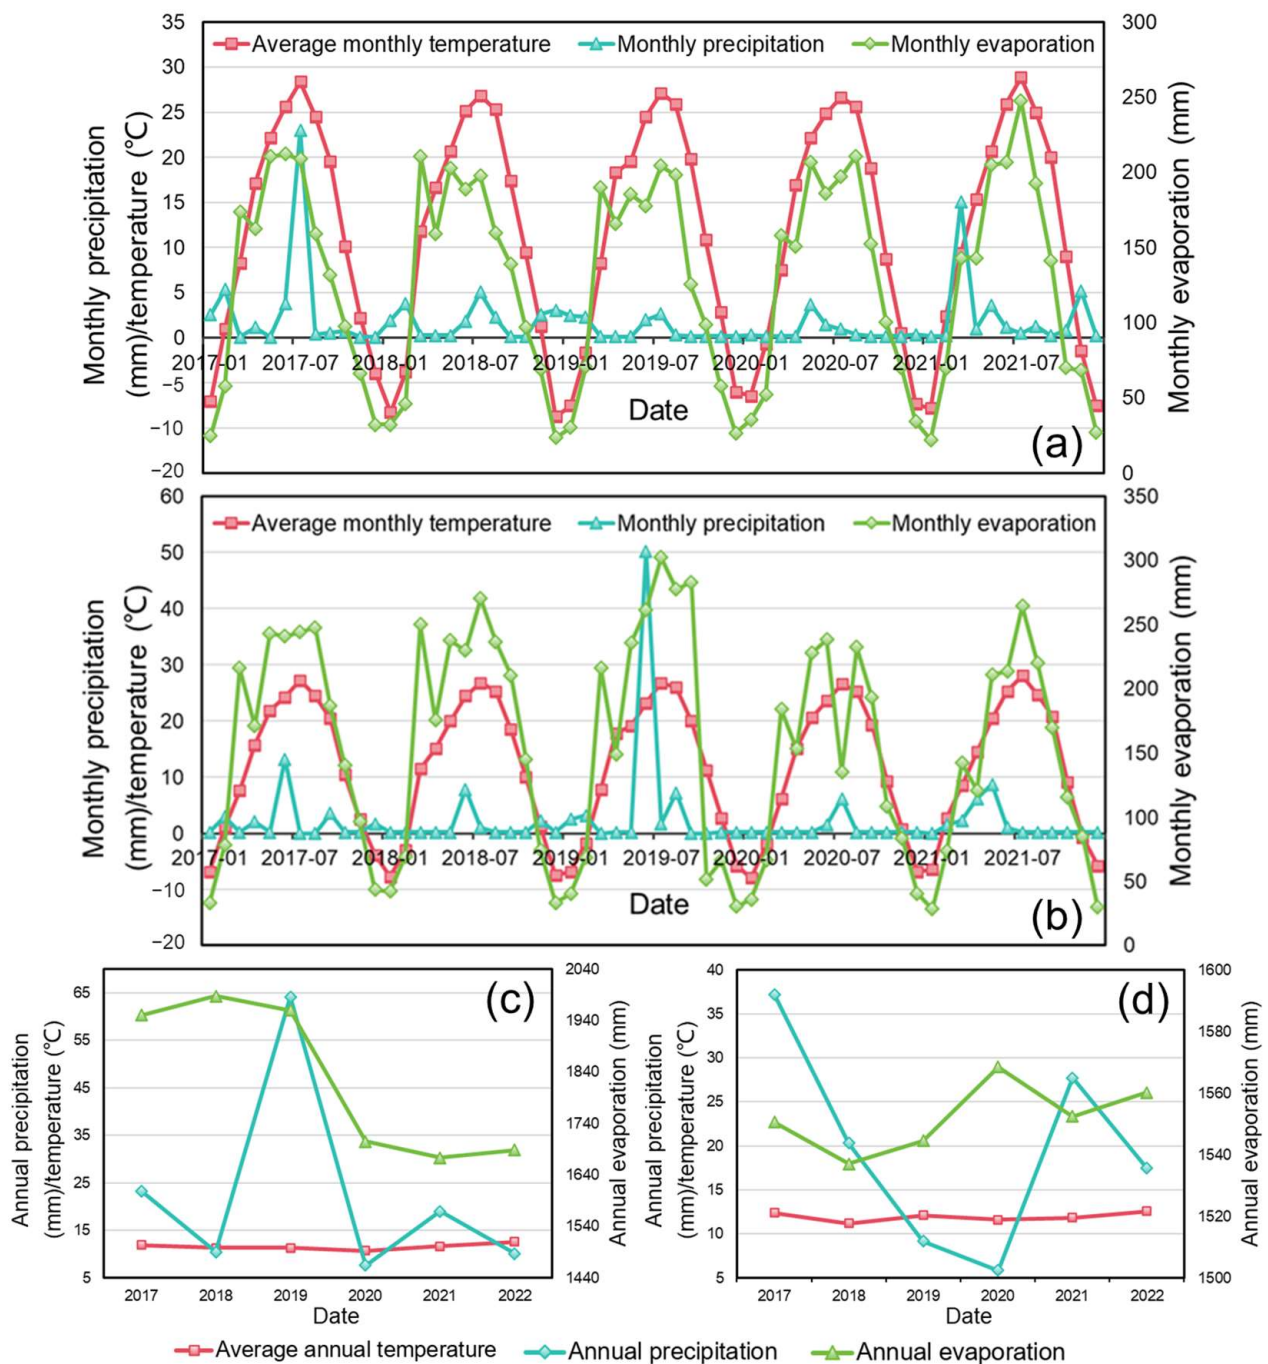 Average monthly temperature Monthly precipitation Monthly evaporation
35
30
25
20
15
10
5
0
−5
−10
−20
300
250
200
150
100
50
0
Monthly precipitation
(mm)/temperature (℃)
Monthly evaporation (mm)
2017-01 2017-07 2018-01 2018-07 2019-01 2019-07 2020-01 2020-07 2021-01 2021-07
Date
(a)
Average monthly temperature Monthly precipitation Monthly evaporation
60
50
40
30
20
10
0
−10
−20
350
300
250
200
150
100
50
0
Monthly precipitation
(mm)/temperature (℃)
Monthly evaporation (mm)
2017-01 2017-07 2018-01 2018-07 2019-01 2019-07 2020-01 2020-07 2021-01 2021-07
Date
(b)
(c)
65
55
45
35
25
15
5
2040
1940
1840
1740
1640
1540
1440
Annual precipitation
(mm)/temperature (℃)
Annual evaporation (mm)
2017 2018 2019 2020 2021 2022
Date
(d)
40
35
30
25
20
15
10
5
1600
1580
1560
1540
1520
1500
Annual precipitation
(mm)/temperature (℃)
Annual evaporation (mm)
2017 2018 2019 2020 2021 2022
Date
Average annual temperature Annual precipitation Annual evaporation